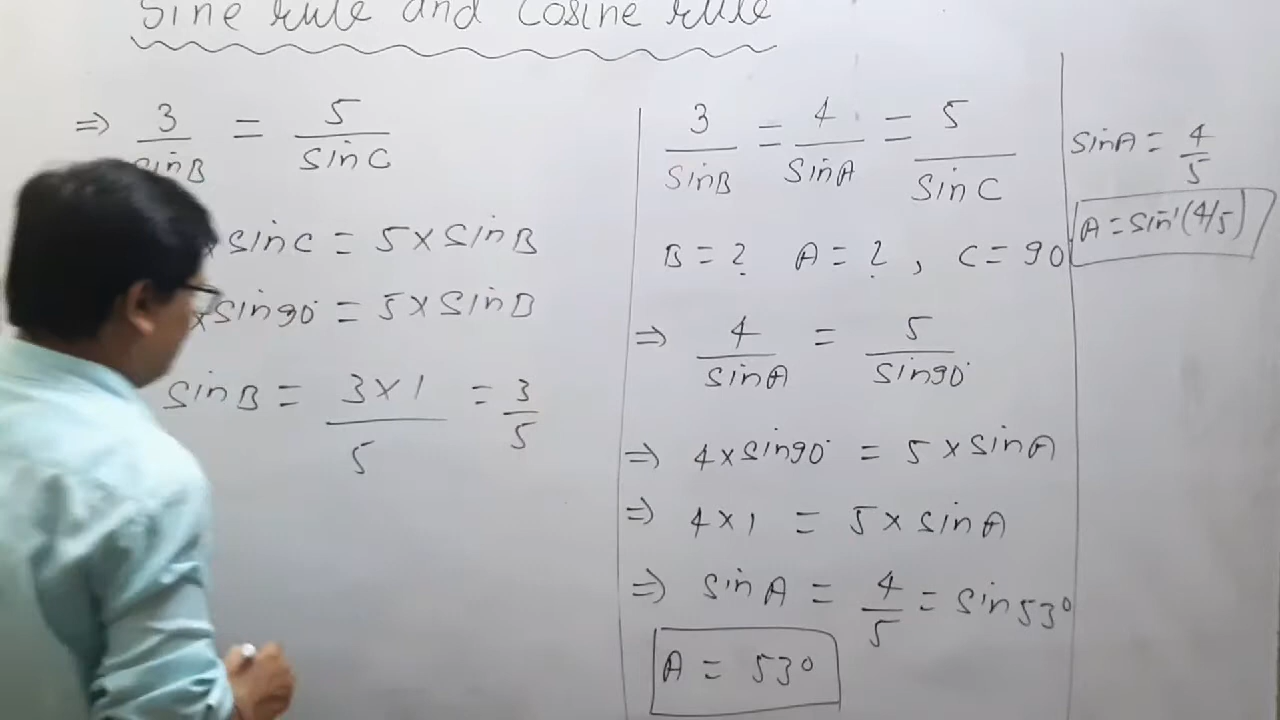 Sine rule and Cosine rule
⇒ 3/sinB = 5/sinC
×sinC = 5×sinB
×sin90° = 5×sinB
sinB = 3×1/5 = 3/5
3/sinB = 4/sinA = 5/sinC
B = ? A = ? , C = 90
⇒ 4/sinA = 5/sin90°
⇒ 4×sin90° = 5×sinA
⇒ 4×1 = 5×sinA
⇒ sinA = 4/5 = sin53°
A = 53°
sinA = 4/5
A = sin⁻¹(4/5)